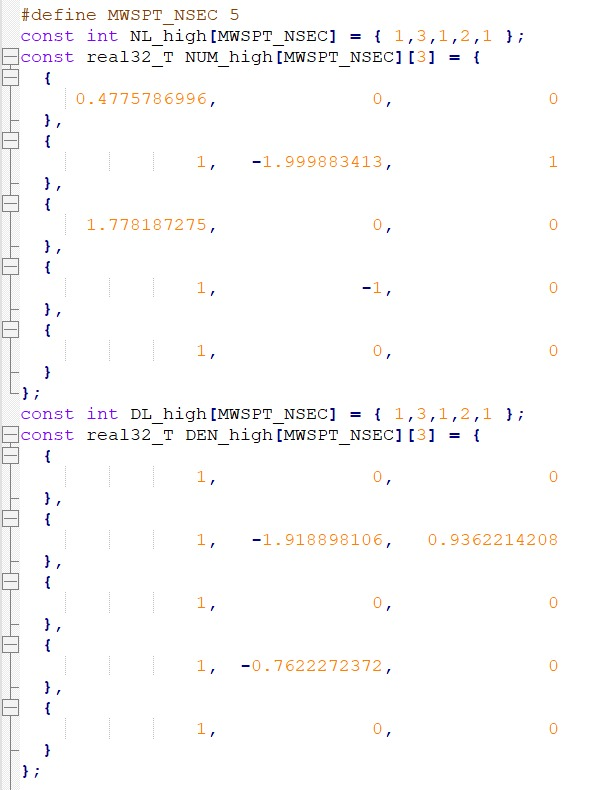 #define MWSPT_NSEC 5
const int NL_high[MWSPT_NSEC] = { 1,3,1,2,1 };
const real32_T NUM_high[MWSPT_NSEC][3] = {
  {
     0.4775786996,              0,              0
  },
  {
                1,   -1.999883413,              1
  },
  {
      1.778187275,              0,              0
  },
  {
                1,             -1,              0
  },
  {
                1,              0,              0
  }
};
const int DL_high[MWSPT_NSEC] = { 1,3,1,2,1 };
const real32_T DEN_high[MWSPT_NSEC][3] = {
  {
                1,              0,              0
  },
  {
                1,   -1.918898106,   0.9362214208
  },
  {
                1,              0,              0
  },
  {
                1,  -0.7622272372,              0
  },
  {
                1,              0,              0
  }
};